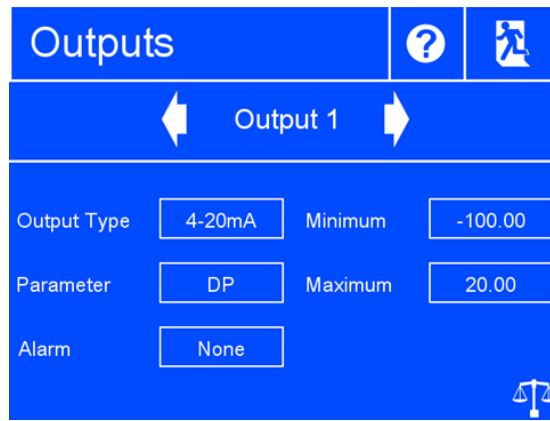 Outputs ?
Output 1
Output Type 4-20mA Minimum -100.00
Parameter DP Maximum 20.00
Alarm None